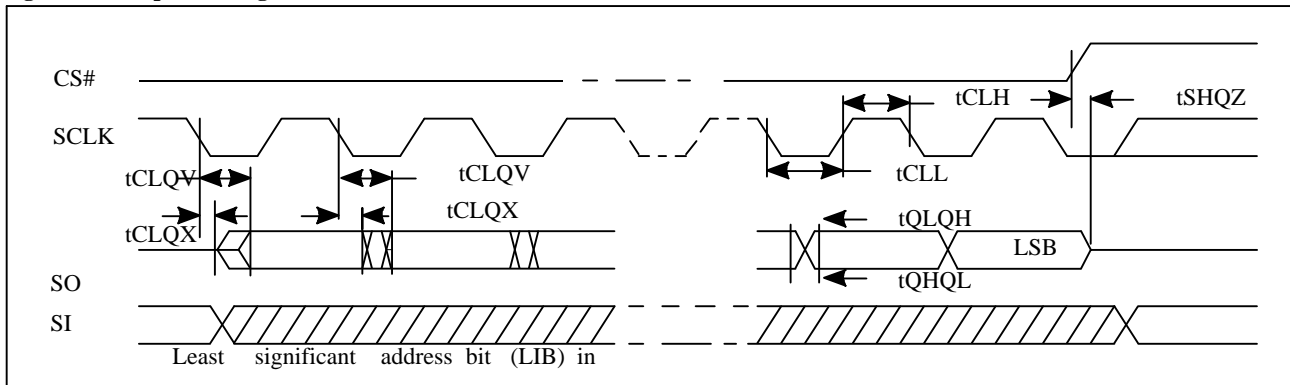 CS#
tCLH
tSHQZ
SCLK
tCLQV
tCLQV
tCLL
tCLQX
tCLQX
tQLQH
LSB
tQHQL
SO
SI
Least significant address bit (LIB) in